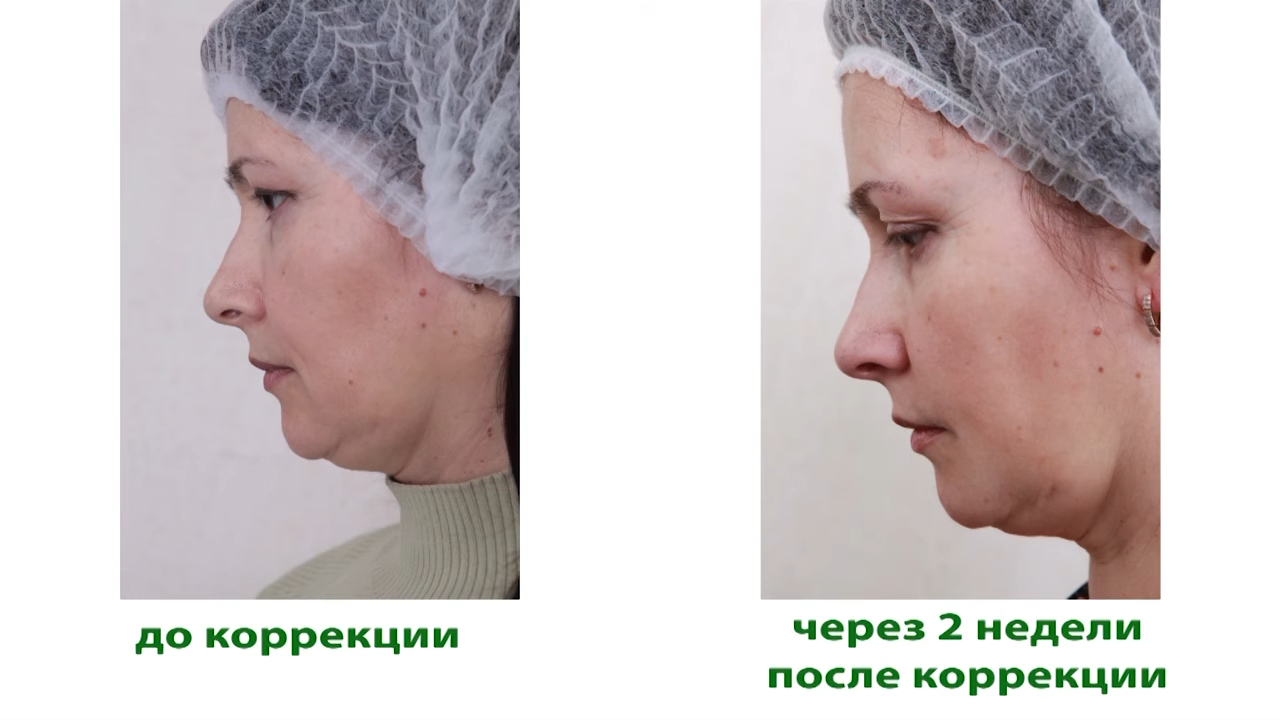 до коррекции
через 2 недели
после коррекции